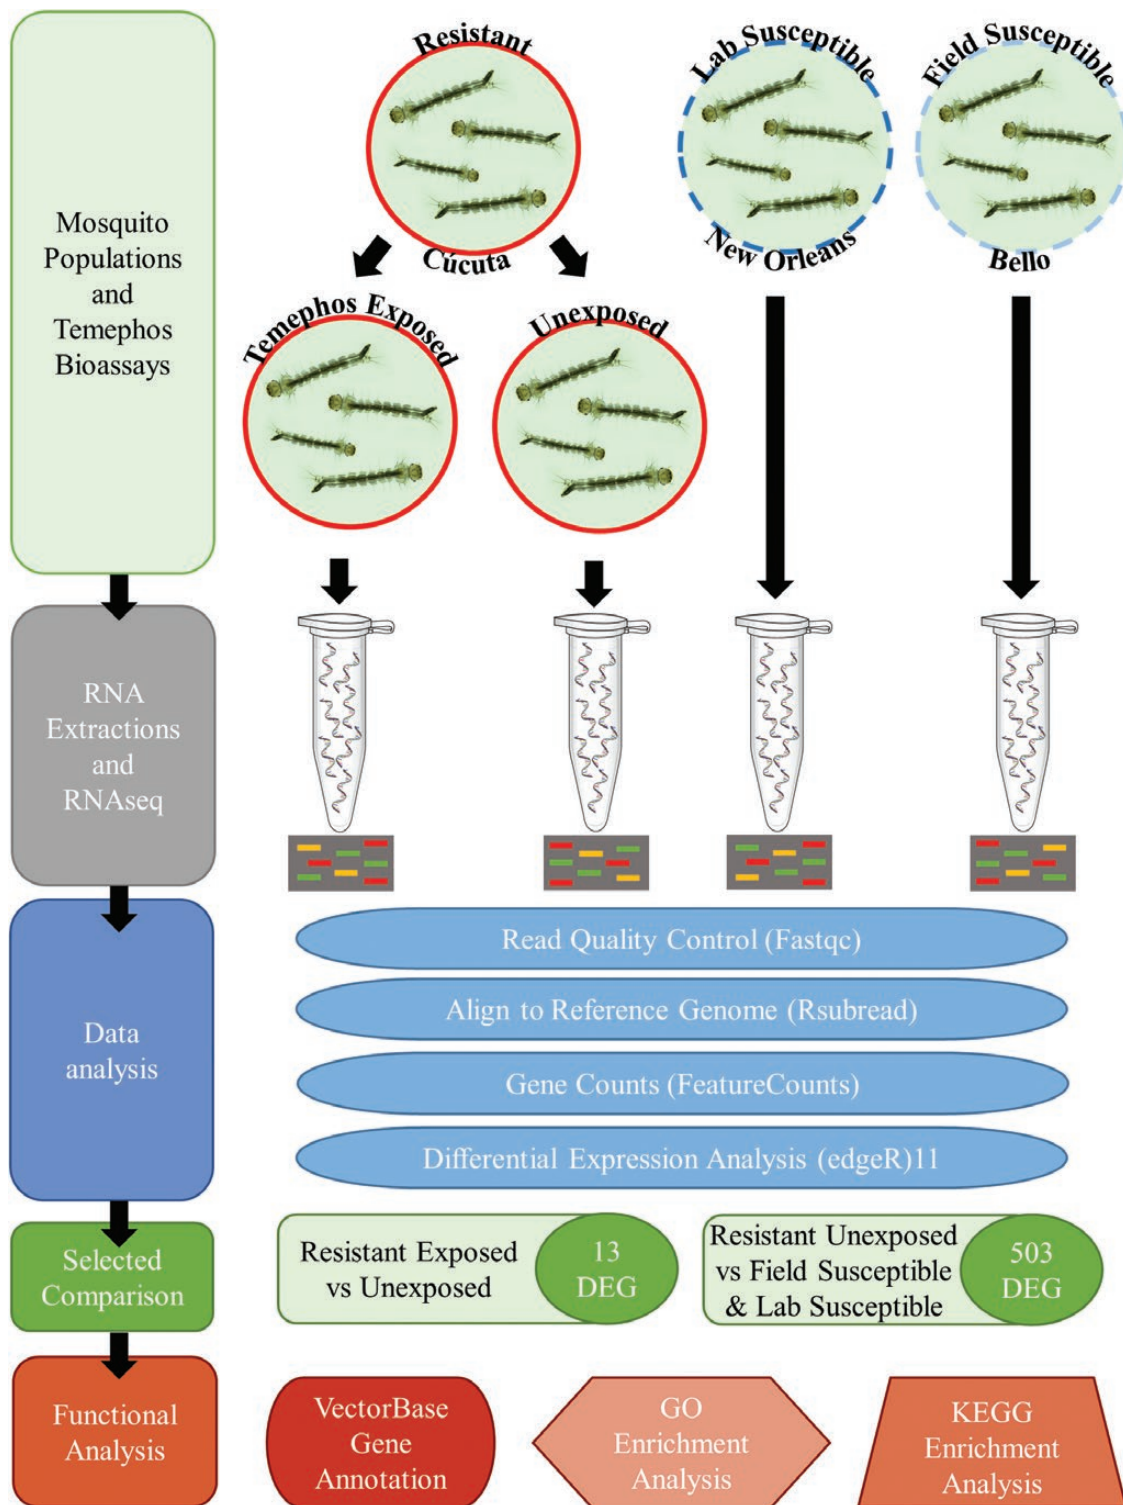 Resistant
Cúcuta
Lab Susceptible
New Orleans
Field Susceptible
Bello
Mosquito
Populations
and
Temephos
Bioassays
Temephos Exposed
Unexposed
RNA
Extractions
and
RNAseq
Data
analysis
Read Quality Control (Fastqc)
Align to Reference Genome (Rsubread)
Gene Counts (FeatureCounts)
Differential Expression Analysis (edgeR)11
Selected
Comparison
Resistant Exposed
vs Unexposed
13
DEG
Resistant Unexposed
vs Field Susceptible
& Lab Susceptible
503
DEG
Functional
Analysis
VectorBase
Gene
Annotation
GO
Enrichment
Analysis
KEGG
Enrichment
Analysis